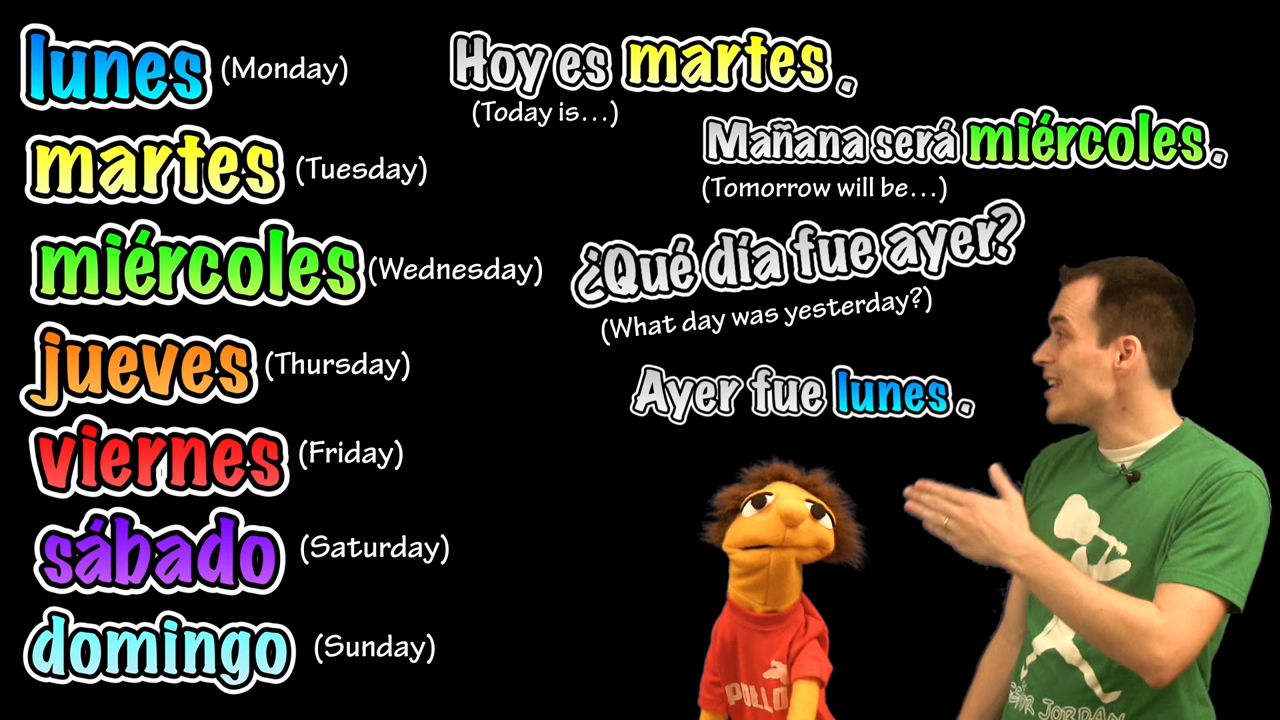 lunes (Monday)
martes (Tuesday)
miércoles (Wednesday)
jueves (Thursday)
viernes (Friday)
sábado (Saturday)
domingo (Sunday)
Hoy es martes.
(Today is...)
Mañana será miércoles.
(Tomorrow will be...)
¿Qué día fue ayer?
(What day was yesterday?)
Ayer fue lunes.
POLLO
JORDAN